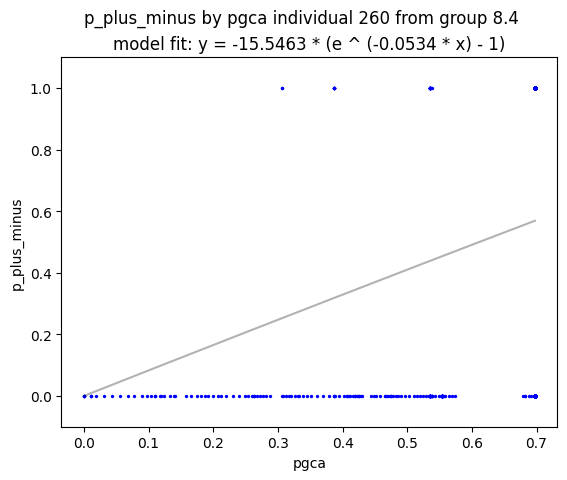 p_plus_minus by pgca individual 260 from group 8.4
model fit: y = -15.5463 * (e ^ (-0.0534 * x) - 1)
1.0
0.8
0.6
0.4
0.2
0.0
p_plus_minus
0.0 0.1 0.2 0.3 0.4 0.5 0.6 0.7
pgca